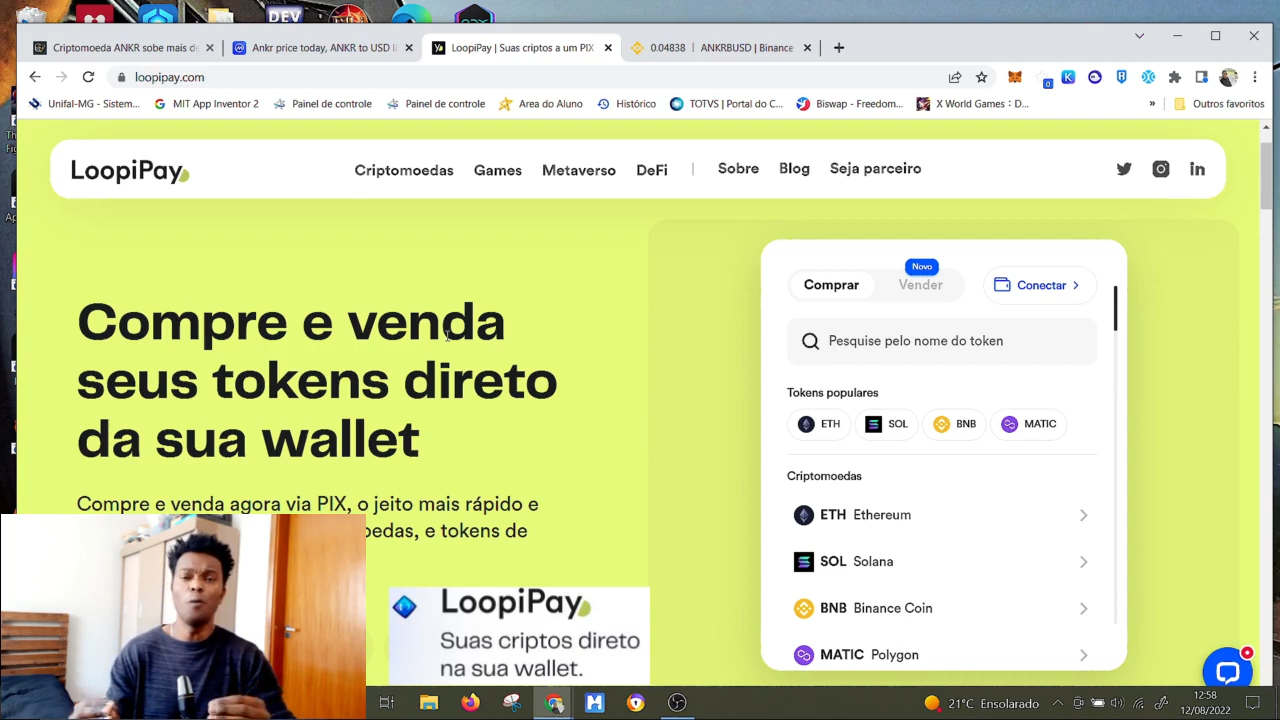 DEV
Criptomoeda ANKR sobe mais d
Ankr price today, ANKR to USD li
LoopiPay | Suas criptos a um PIX
0.04838 | ANKRBUSD | Binance
loopipay.com
0
Unifal-MG - Sistem...
MIT App Inventor 2
Painel de controle
Painel de controle
Area do Aluno
Histórico
TOTVS | Portal do C...
Biswap - Freedom...
X World Games : D...
»
Outros favoritos
LoopiPay
Criptomoedas
Games
Metaverso
DeFi
Sobre
Blog
Seja parceiro
Compre e venda
seus tokens direto
da sua wallet
Compre e venda agora via PIX, o jeito mais rápido e
oedas, e tokens de
Novo
Comprar
Vender
Conectar
Pesquise pelo nome do token
Tokens populares
ETH
SOL
BNB
MATIC
Criptomoedas
ETH Ethereum
SOL Solana
BNB Binance Coin
MATIC Polygon
LoopiPay
Suas criptos direto
na sua wallet.
21°C Ensolarado
12:58
12/08/2022